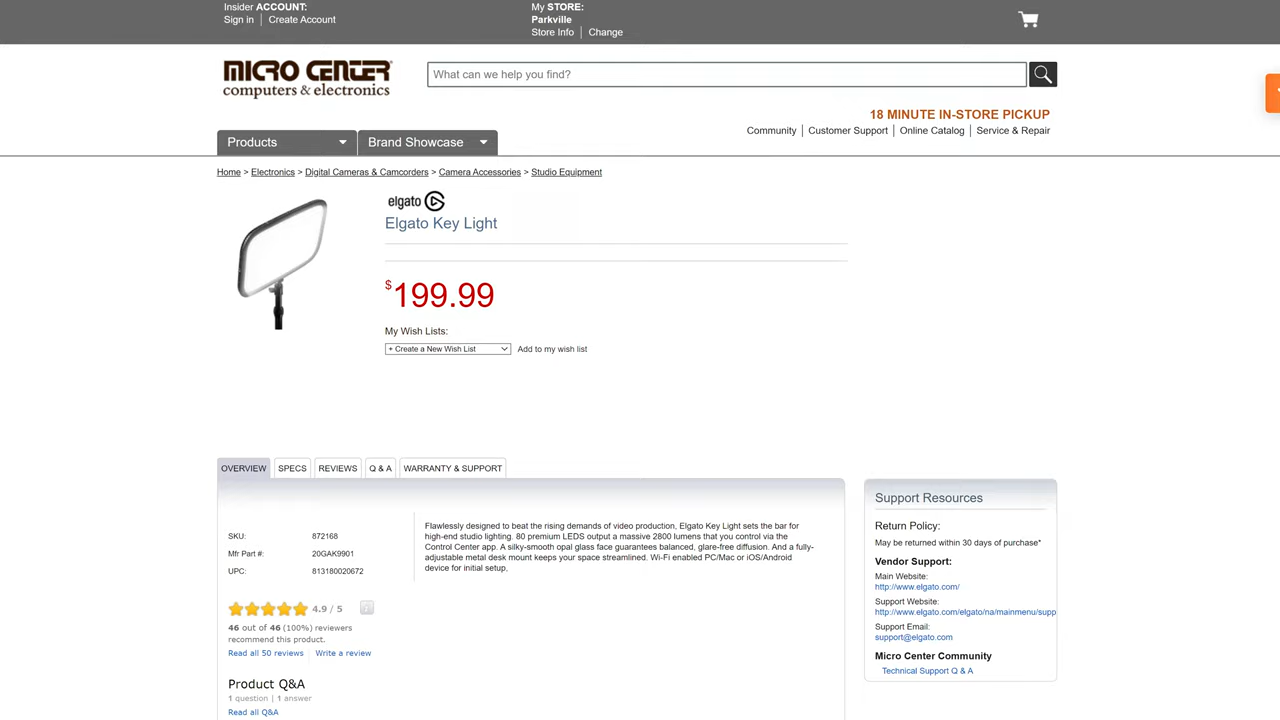 Insider ACCOUNT:
Sign in
Create Account
My STORE:
Parkville
Store Info
Change
MICRO CENTER
computers & electronics
What can we help you find?
18 MINUTE IN-STORE PICKUP
Community
Customer Support
Online Catalog
Service & Repair
Products
Brand Showcase
Home > Electronics > Digital Cameras & Camcorders > Camera Accessories > Studio Equipment
elgato
Elgato Key Light
$199.99
My Wish Lists:
+ Create a New Wish List
Add to my wish list
OVERVIEW
SPECS
REVIEWS
Q & A
WARRANTY & SUPPORT
SKU: 872168
Mfr Part #: 20GAK9901
UPC: 813180020672
Flawlessly designed to beat the rising demands of video production, Elgato Key Light sets the bar for
high-end studio lighting. 80 premium LEDS output a massive 2800 lumens that you control via the
Control Center app. A silky-smooth opal glass face guarantees balanced, glare-free diffusion. And a fully-
adjustable metal desk mount keeps your space streamlined. Wi-Fi enabled PC/Mac or iOS/Android
device for initial setup,
4.9 / 5
46 out of 46 (100%) reviewers
recommend this product.
Read all 50 reviews
Write a review
Product Q&A
1 question | 1 answer
Read all Q&A
Support Resources
Return Policy:
May be returned within 30 days of purchase*
Vendor Support:
Main Website:
http://www.elgato.com/
Support Website:
http://www.elgato.com/elgato/na/mainmenu/supp
Support Email:
support@elgato.com
Micro Center Community
Technical Support Q & A